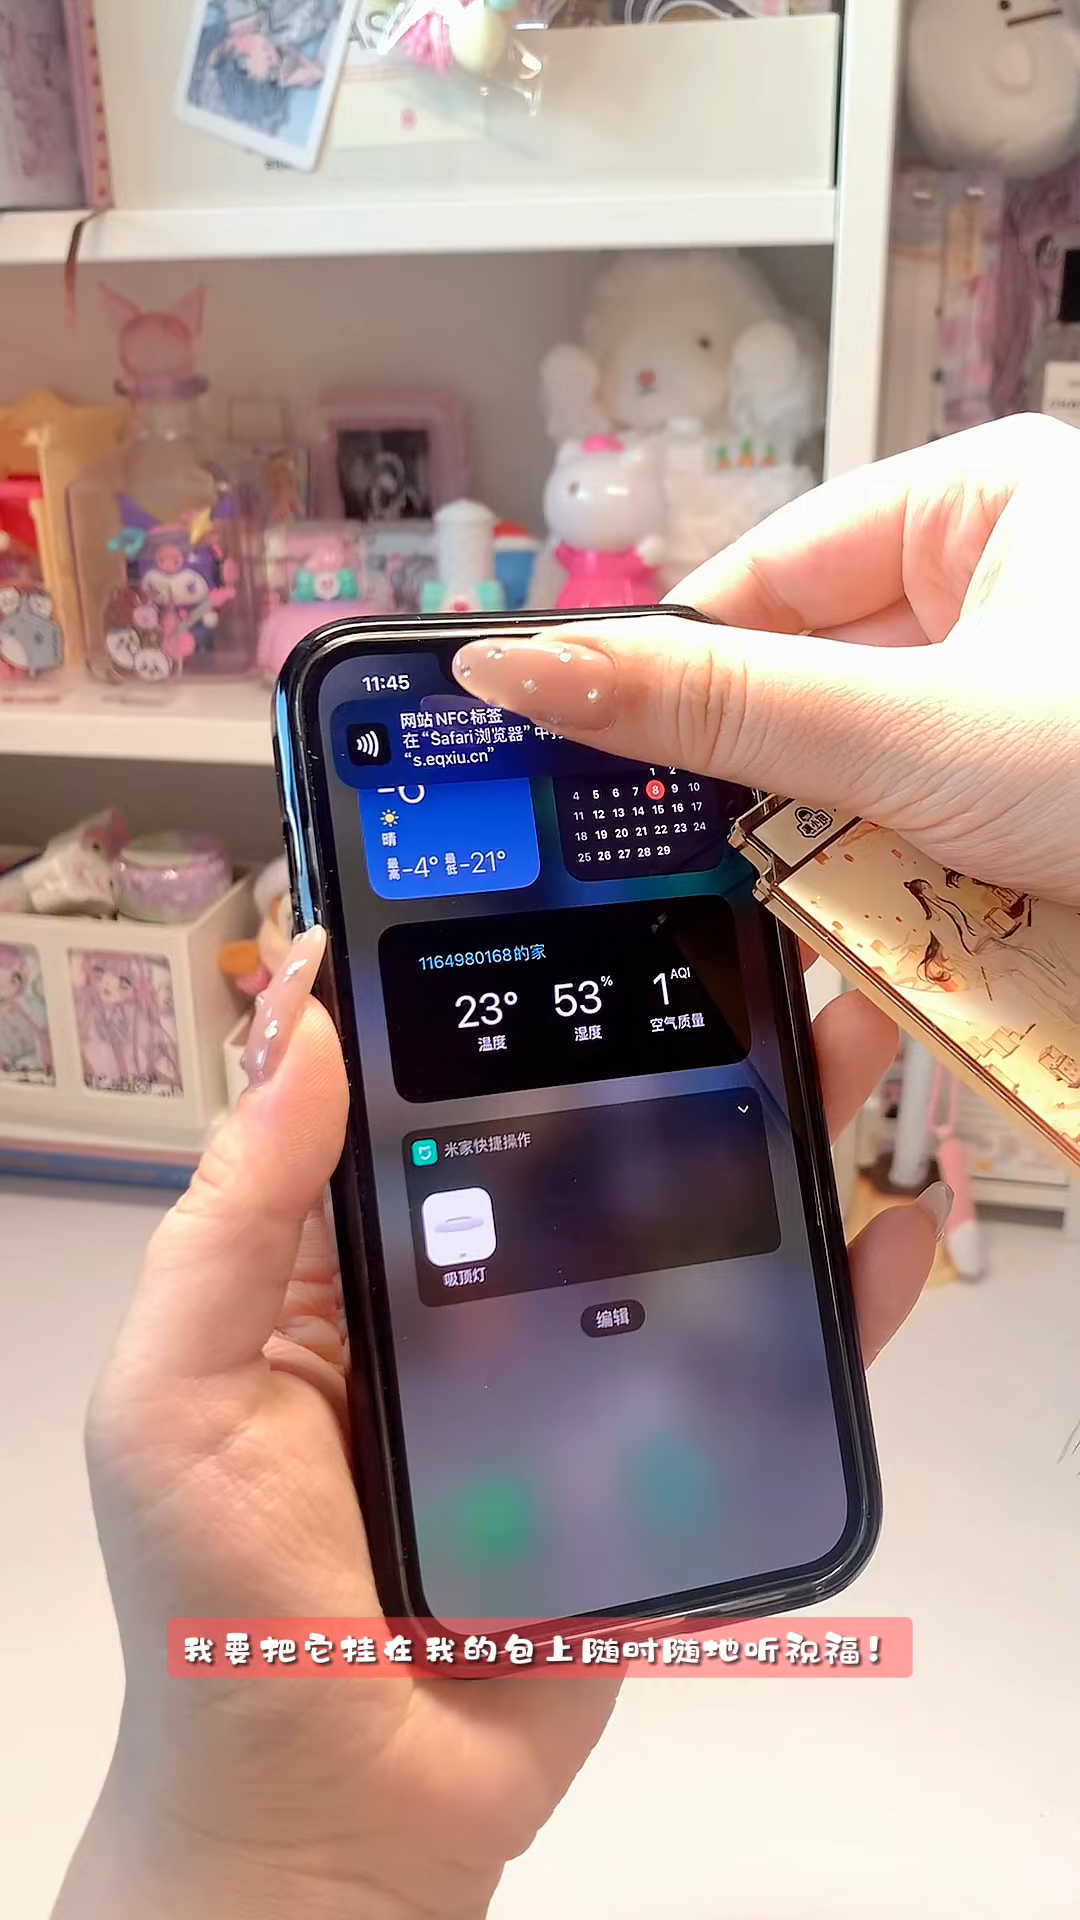 11:45
网站 NFC标签
在“Safari浏览器”中
“s.eqxiu.cn”
晴
最高-4° 最低-21°
1 2
4 5 6 7 8 9 10
11 12 13 14 15 16 17
18 19 20 21 22 23 24
25 26 27 28 29
1164980168的家
23° 53% 1 AQI
温度 湿度 空气质量
米家快捷操作
吸顶灯
编辑
我要把它挂在我的包上随时随地听祝福!